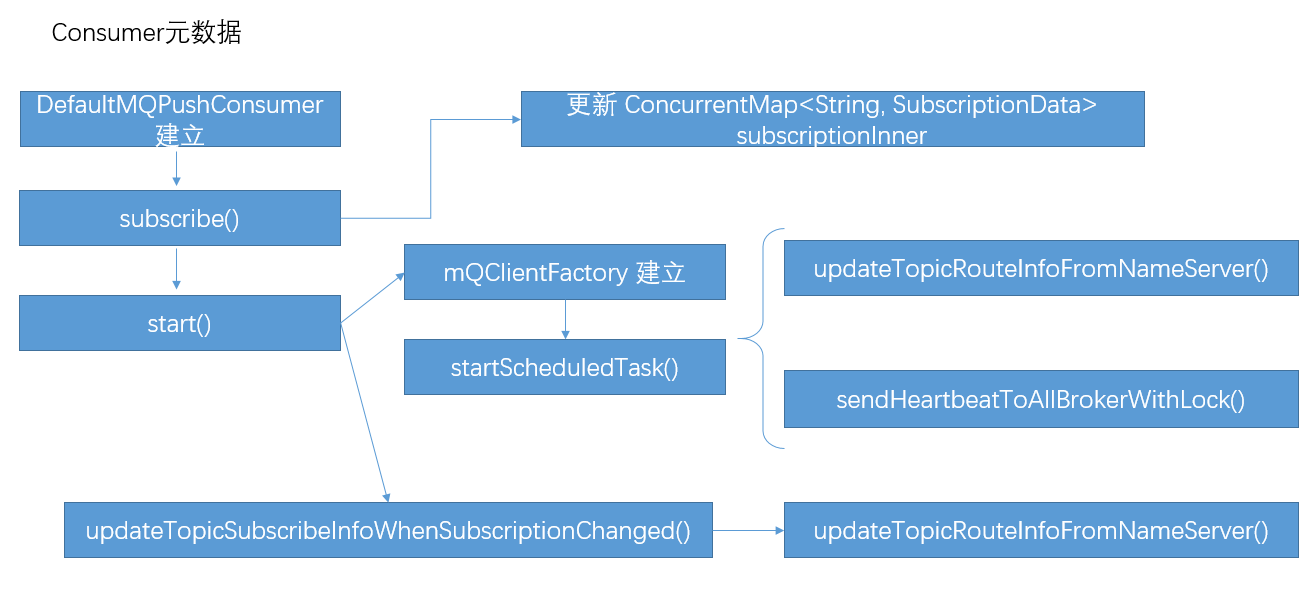 Consumer元数据
DefaultMQPushConsumer
建立
更新 ConcurrentMap<String, SubscriptionData>
subscriptionInner
subscribe()
start()
mQClientFactory 建立
startScheduledTask()
updateTopicRouteInfoFromNameServer()
sendHeartbeatToAllBrokerWithLock()
updateTopicSubscribeInfoWhenSubscriptionChanged()
updateTopicRouteInfoFromNameServer()